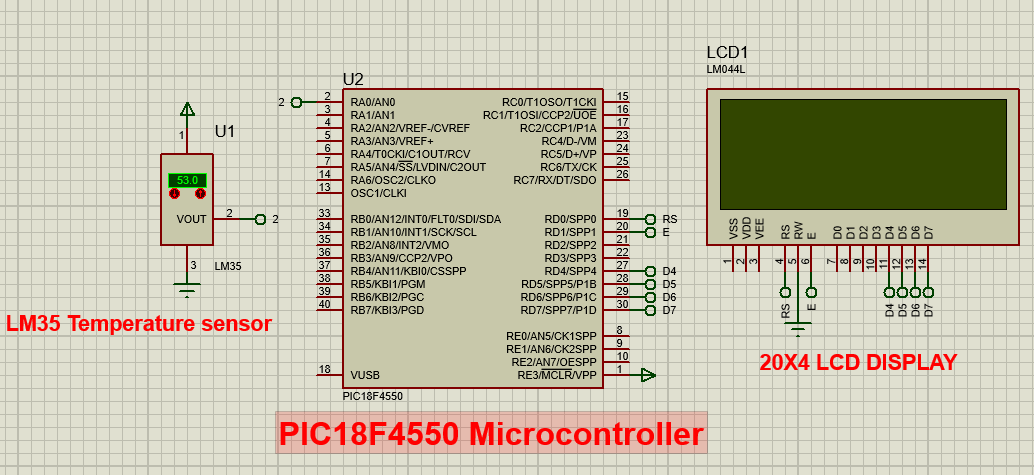 LCD1
LM044L
U2
2
2 RA0/AN0
3 RA1/AN1
4 RA2/AN2/VREF-/CVREF
5 RA3/AN3/VREF+
6 RA4/T0CKI/C1OUT/RCV
7 RA5/AN4/SS/LVDIN/C2OUT
14 RA6/OSC2/CLKO
13 OSC1/CLKI
33 RB0/AN12/INT0/FLT0/SDI/SDA
34 RB1/AN10/INT1/SCK/SCL
35 RB2/AN8/INT2/VMO
36 RB3/AN9/CCP2/VPO
37 RB4/AN11/KBI0/CSSPP
38 RB5/KBI1/PGM
39 RB6/KBI2/PGC
40 RB7/KBI3/PGD
18 VUSB
RC0/T1OSO/T1CKI 15
RC1/T1OSI/CCP2/UOE 16
RC2/CCP1/P1A 17
RC4/D-/VM 23
RC5/D+/VP 24
RC6/TX/CK 25
RC7/RX/DT/SDO 26
RD0/SPP0 19 RS
RD1/SPP1 20 E
RD2/SPP2 21
RD3/SPP3 22
RD4/SPP4 27 D4
RD5/SPP5/P1B 28 D5
RD6/SPP6/P1C 29 D6
RD7/SPP7/P1D 30 D7
RE0/AN5/CK1SPP 8
RE1/AN6/CK2SPP 9
RE2/AN7/OESPP 10
RE3/MCLR/VPP 1
PIC18F4550
U1
1
53.0
VOUT 2 2
3
LM35
LM35 Temperature sensor
VSS VDD VEE RS RW E D0 D1 D2 D3 D4 D5 D6 D7
1 2 3 4 5 6 7 8 9 10 11 12 13 14
RS E D4 D5 D6 D7
20X4 LCD DISPLAY
PIC18F4550 Microcontroller